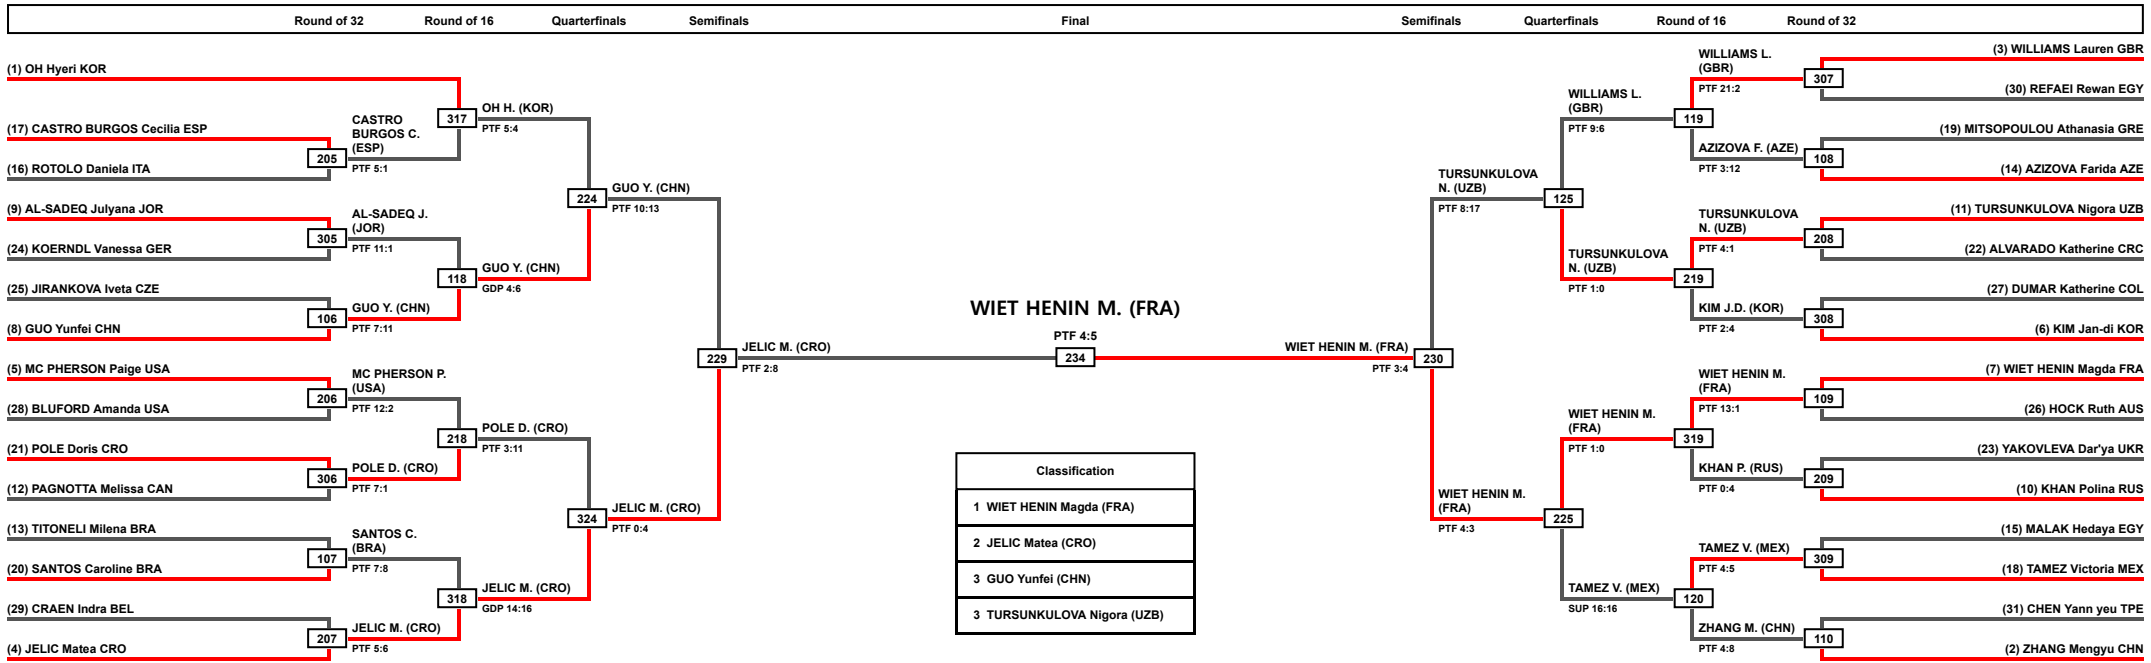 Round of 32
Round of 16
Quarterfinals
Semifinals
Final
Semifinals
Quarterfinals
Round of 16
Round of 32
(1) OH Hyeri KOR
(17) CASTRO BURGOS Cecilia ESP
(16) ROTOLO Daniela ITA
(9) AL-SADEQ Julyana JOR
(24) KOERNDL Vanessa GER
(25) JIRANKOVA Iveta CZE
(8) GUO Yunfei CHN
(5) MC PHERSON Paige USA
(28) BLUFORD Amanda USA
(21) POLE Doris CRO
(12) PAGNOTTA Melissa CAN
(13) TITONELI Milena BRA
(20) SANTOS Caroline BRA
(29) CRAEN Indra BEL
(4) JELIC Matea CRO
205
CASTRO
BURGOS C.
(ESP)
PTF 5:1
305
AL-SADEQ J.
(JOR)
PTF 11:1
106
GUO Y. (CHN)
PTF 7:11
206
MC PHERSON P.
(USA)
PTF 12:2
306
POLE D. (CRO)
PTF 7:1
107
SANTOS C.
(BRA)
PTF 7:8
207
JELIC M. (CRO)
PTF 5:6
317
OH H. (KOR)
PTF 5:4
118
GUO Y. (CHN)
GDP 4:6
218
POLE D. (CRO)
PTF 3:11
318
JELIC M. (CRO)
GDP 14:16
224
GUO Y. (CHN)
PTF 10:13
324
JELIC M. (CRO)
PTF 0:4
229
JELIC M. (CRO)
PTF 2:8
WIET HENIN M. (FRA)
PTF 4:5
234
Classification
1 WIET HENIN Magda (FRA)
2 JELIC Matea (CRO)
3 GUO Yunfei (CHN)
3 TURSUNKULOVA Nigora (UZB)
WIET HENIN M. (FRA)
PTF 3:4
230
TURSUNKULOVA
N. (UZB)
PTF 8:17
125
WIET HENIN M.
(FRA)
PTF 4:3
225
WILLIAMS L.
(GBR)
PTF 9:6
119
TURSUNKULOVA
N. (UZB)
PTF 1:0
219
WIET HENIN M.
(FRA)
PTF 1:0
319
TAMEZ V. (MEX)
SUP 16:16
120
WILLIAMS L.
(GBR)
PTF 21:2
307
AZIZOVA F. (AZE)
PTF 3:12
108
TURSUNKULOVA
N. (UZB)
PTF 4:1
208
KIM J.D. (KOR)
PTF 2:4
308
WIET HENIN M.
(FRA)
PTF 13:1
109
KHAN P. (RUS)
PTF 0:4
209
TAMEZ V. (MEX)
PTF 4:5
309
ZHANG M. (CHN)
PTF 4:8
110
(3) WILLIAMS Lauren GBR
(30) REFAEI Rewan EGY
(19) MITSOPOULOU Athanasia GRE
(14) AZIZOVA Farida AZE
(11) TURSUNKULOVA Nigora UZB
(22) ALVARADO Katherine CRC
(27) DUMAR Katherine COL
(6) KIM Jan-di KOR
(7) WIET HENIN Magda FRA
(26) HOCK Ruth AUS
(23) YAKOVLEVA Dar'ya UKR
(10) KHAN Polina RUS
(15) MALAK Hedaya EGY
(18) TAMEZ Victoria MEX
(31) CHEN Yann yeu TPE
(2) ZHANG Mengyu CHN